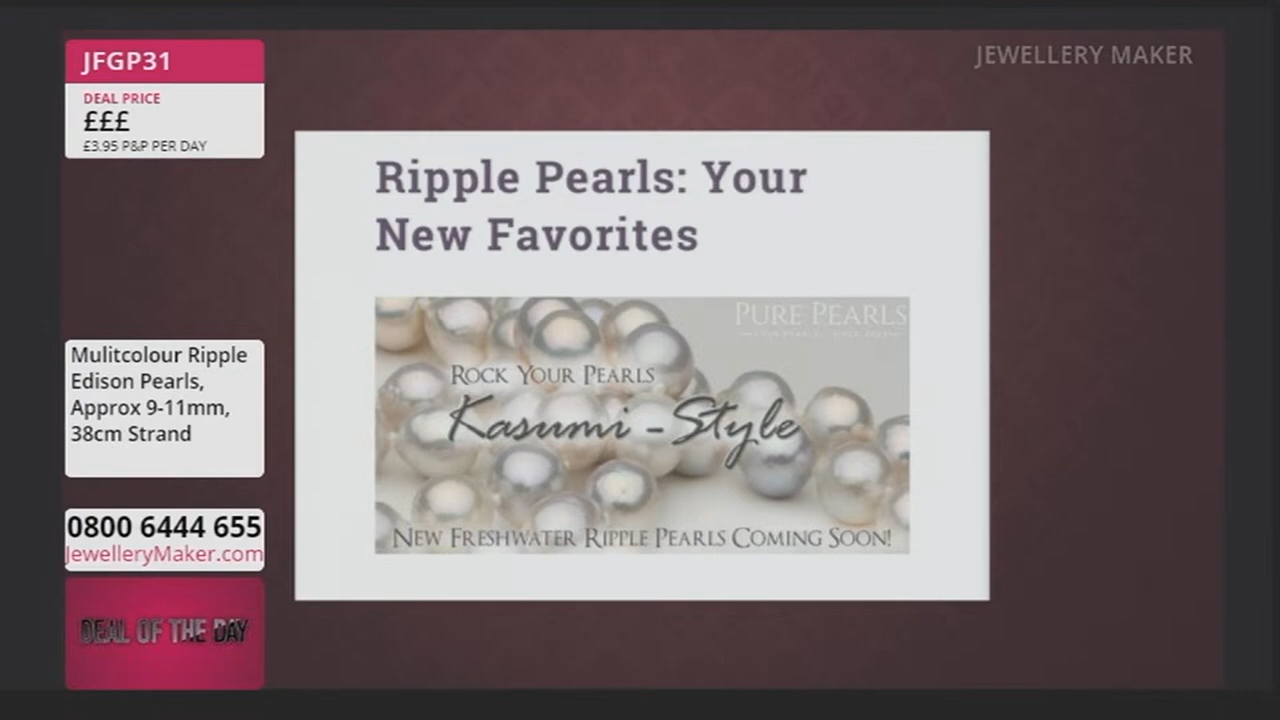 JFGP31
DEAL PRICE
£££
£3.95 P&P PER DAY
JEWELLERY MAKER
Ripple Pearls: Your
New Favorites
PURE PEARLS
ROCK YOUR PEARLS
Kasumi - Style
NEW FRESHWATER RIPPLE PEARLS COMING SOON!
Mulitcolour Ripple
Edison Pearls,
Approx 9-11mm,
38cm Strand
0800 6444 655
JewelleryMaker.com
DEAL OF THE DAY